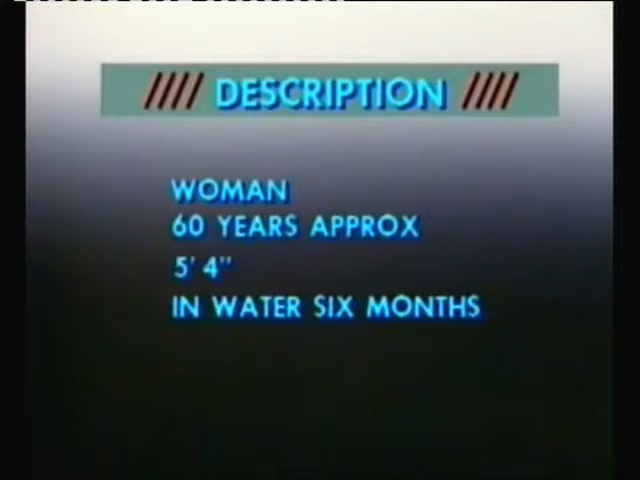 DESCRIPTION
WOMAN
60 YEARS APPROX
5' 4"
IN WATER SIX MONTHS